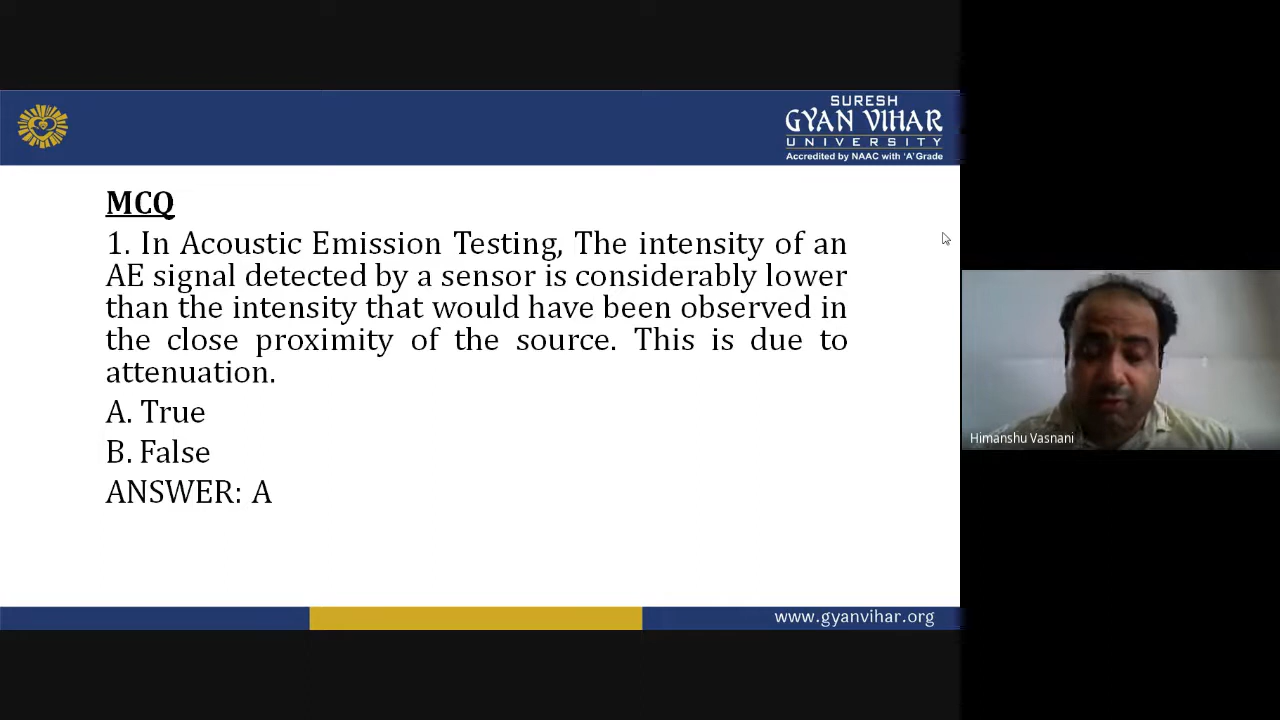 SURESH
GYAN VIHAR
UNIVERSITY
Accredited by NAAC with 'A' Grade
MCQ
1. In Acoustic Emission Testing, The intensity of an
AE signal detected by a sensor is considerably lower
than the intensity that would have been observed in
the close proximity of the source. This is due to
attenuation.
A. True
B. False
ANSWER: A
Himanshu Vasnani
www.gyanvihar.org